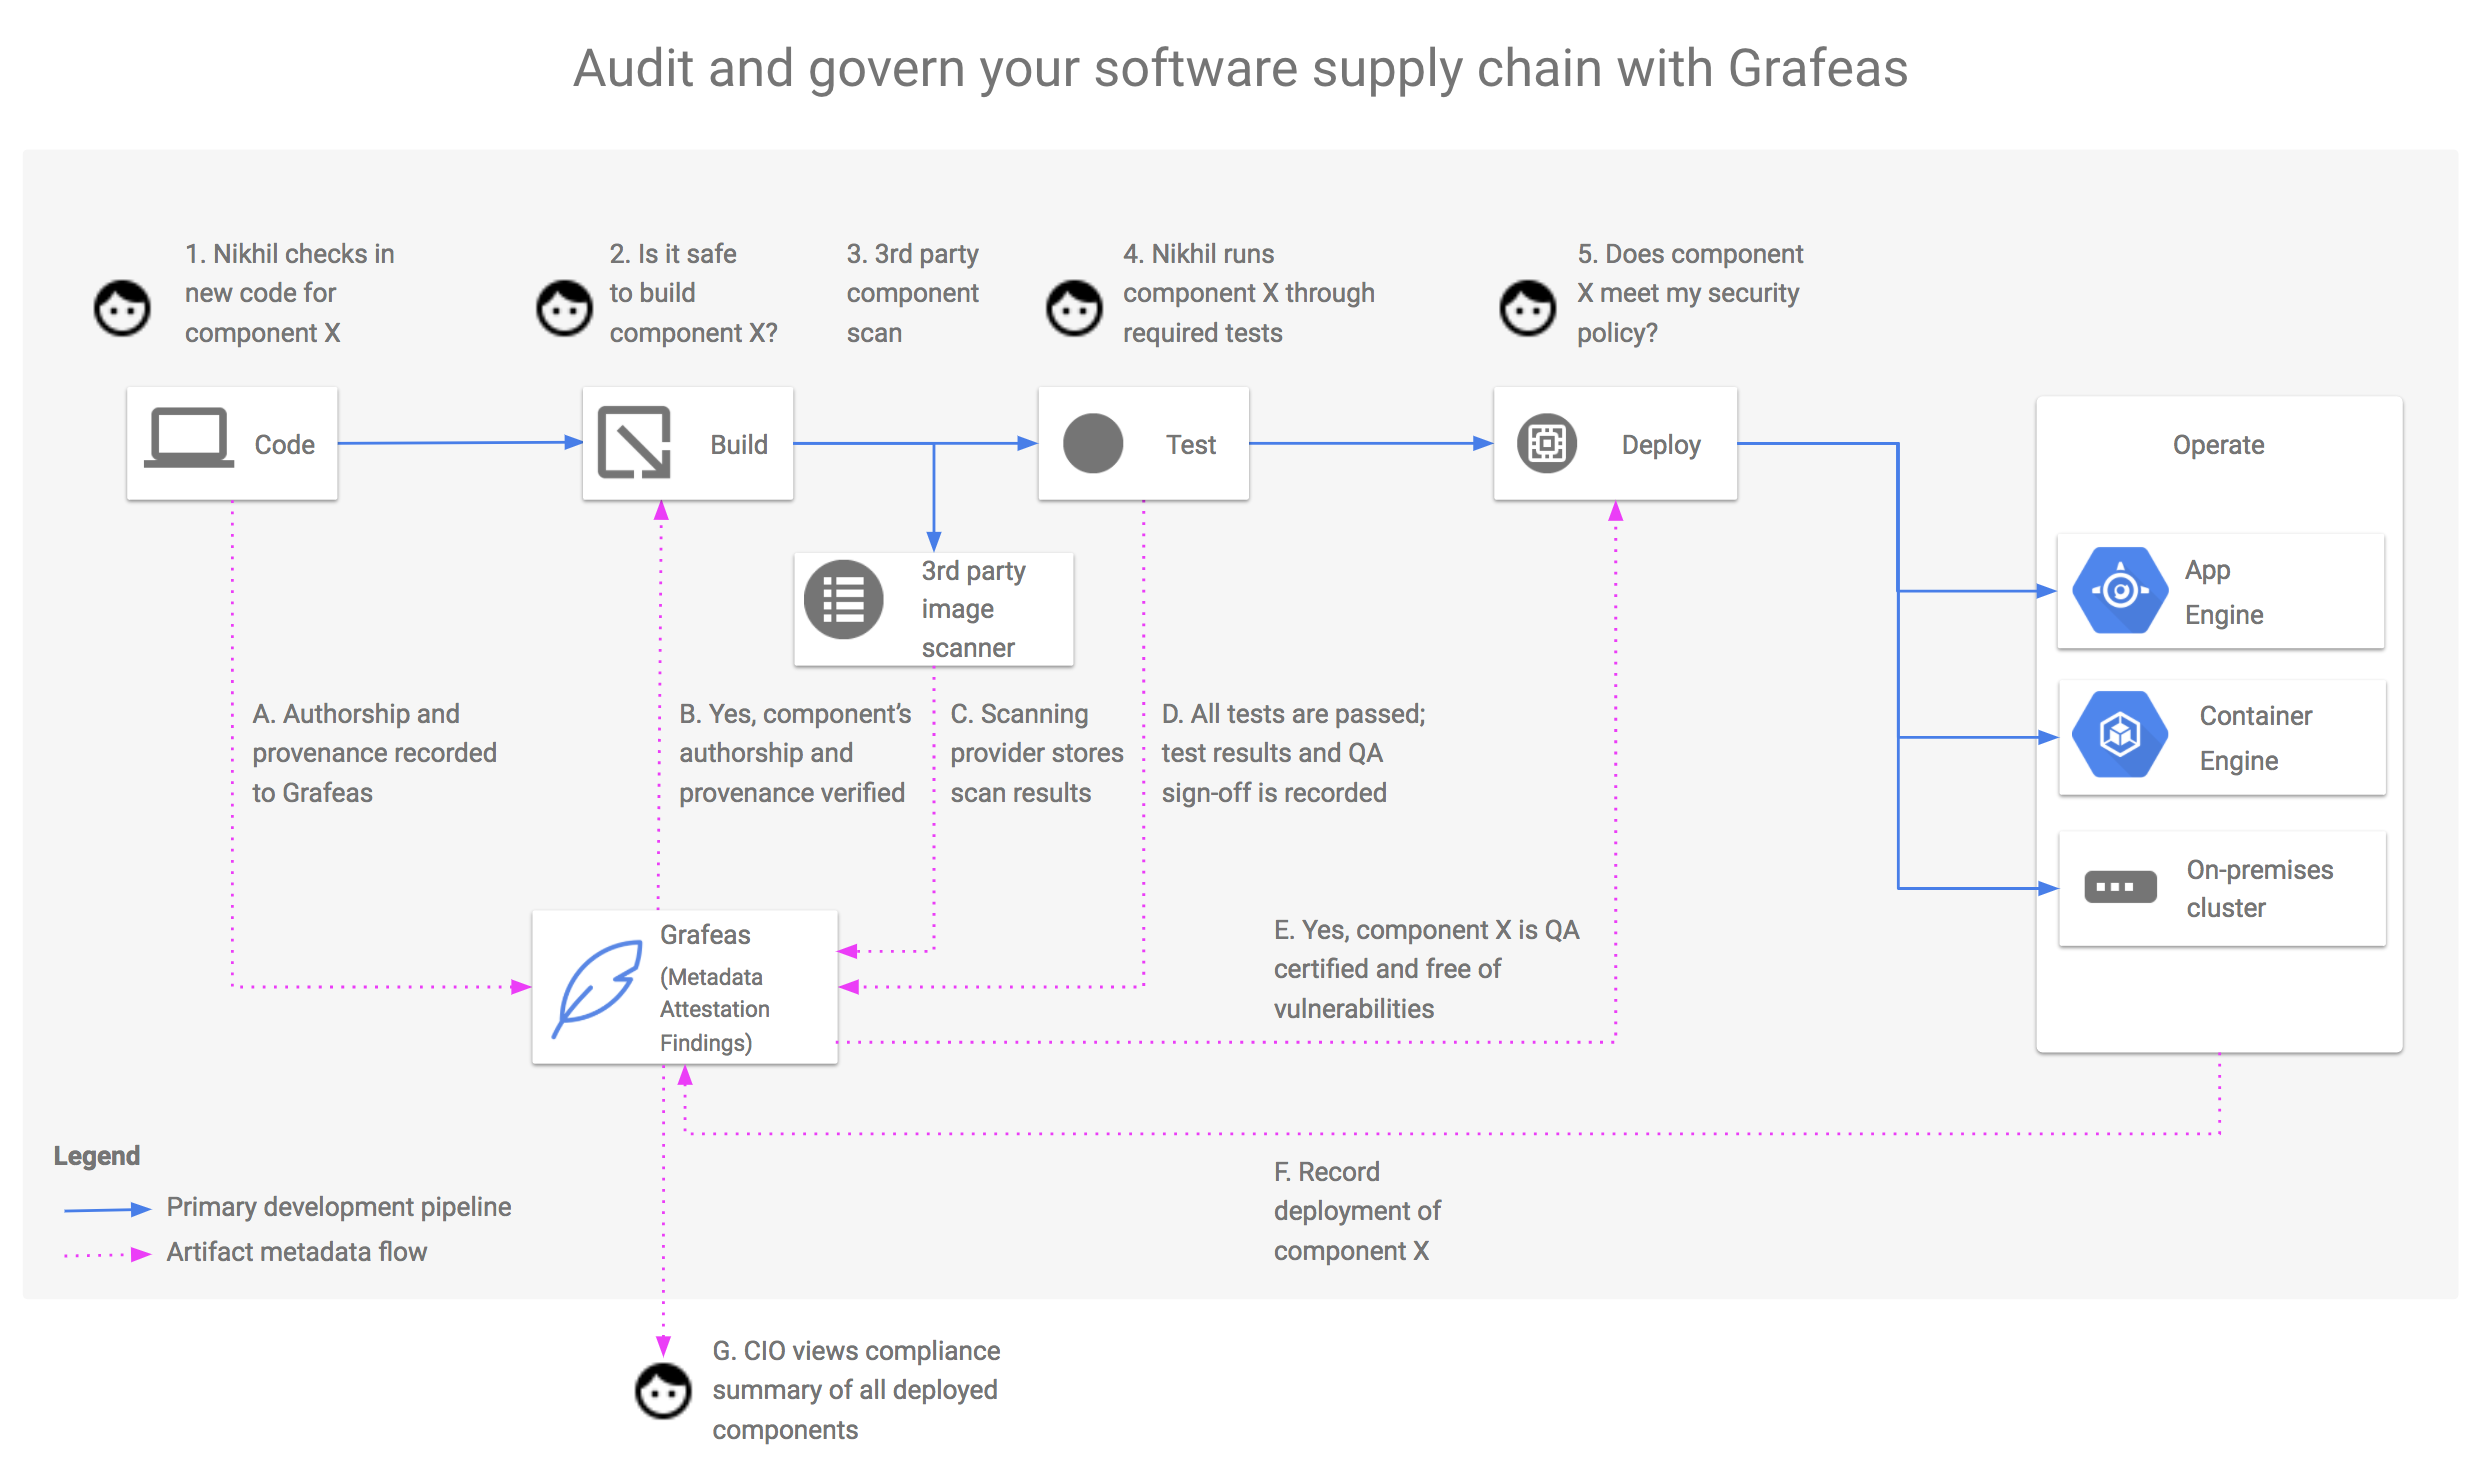 Audit and govern your software supply chain with Grafeas
1. Nikhil checks in
new code for
component X
2. Is it safe
to build
component X?
3. 3rd party
component
scan
4. Nikhil runs
component X through
required tests
5. Does component
X meet my security
policy?
Code
Build
Test
Deploy
Operate
3rd party
image
scanner
App
Engine
Container
Engine
On-premises
cluster
A. Authorship and
provenance recorded
to Grafeas
B. Yes, component’s
authorship and
provenance verified
C. Scanning
provider stores
scan results
D. All tests are passed;
test results and QA
sign-off is recorded
Grafeas
(Metadata
Attestation
Findings)
E. Yes, component X is QA
certified and free of
vulnerabilities
F. Record
deployment of
component X
Legend
Primary development pipeline
Artifact metadata flow
G. CIO views compliance
summary of all deployed
components